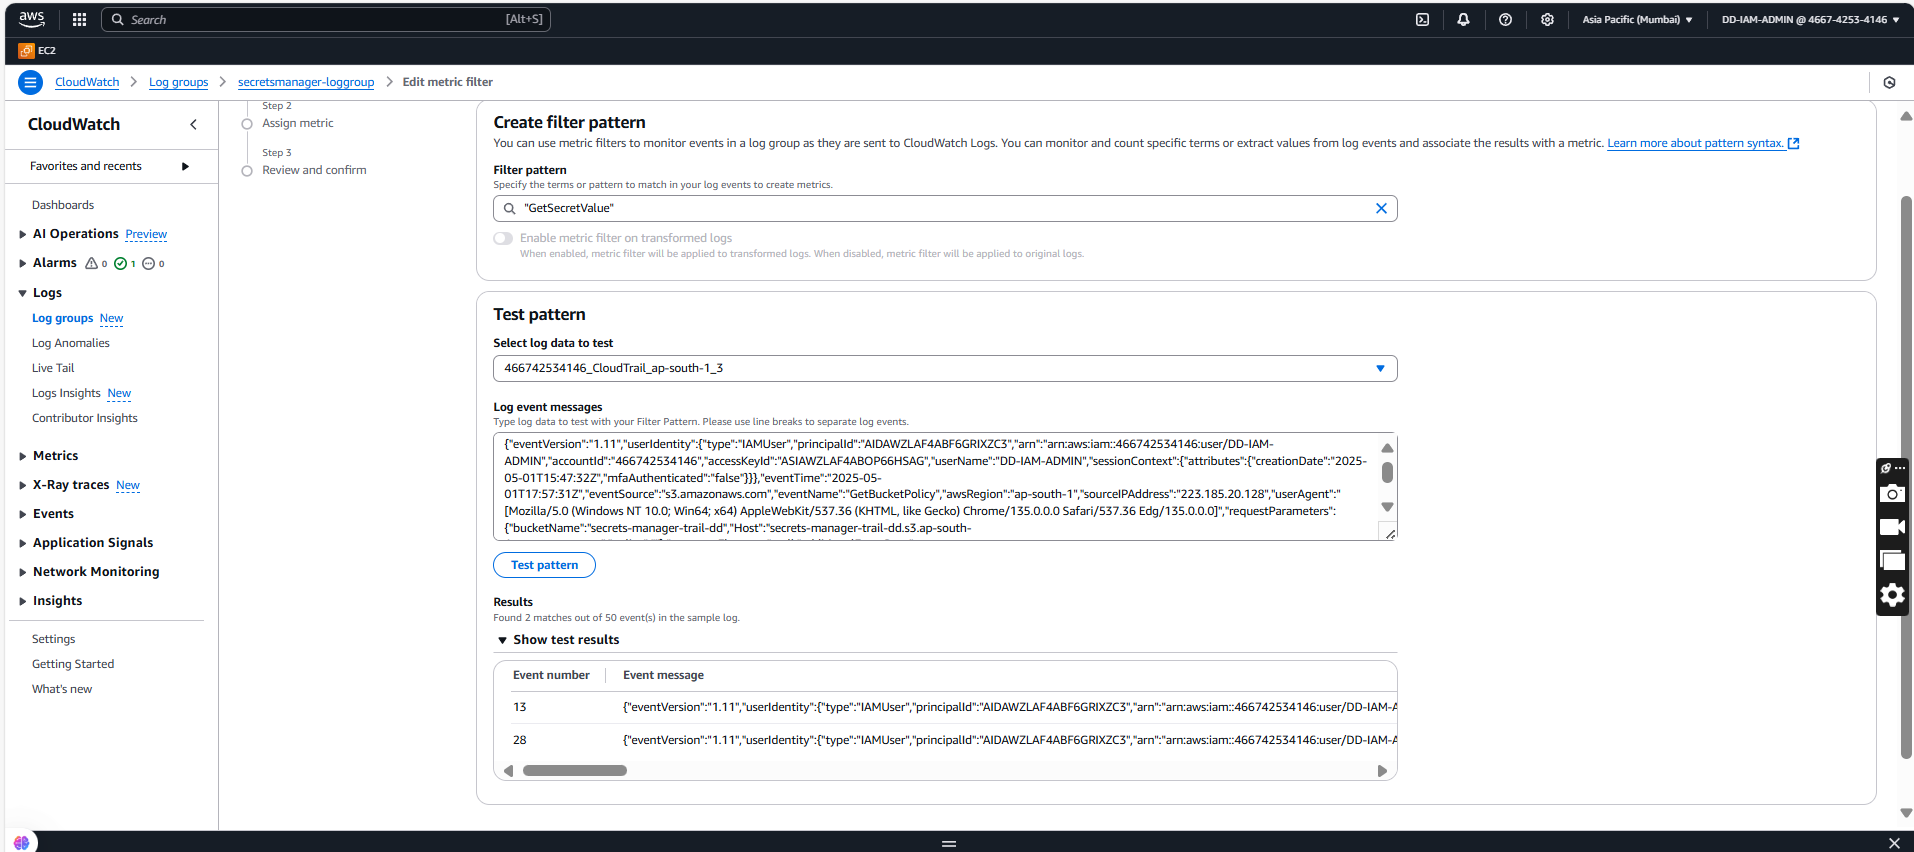 aws
Search
[Alt+S]
Asia Pacific (Mumbai)
DD-IAM-ADMIN @ 4667-4253-4146
EC2
CloudWatch
Log groups
secretsmanager-loggroup
Edit metric filter
CloudWatch
Favorites and recents
Dashboards
AI Operations Preview
Alarms 0 1 0
Logs
Log groups New
Log Anomalies
Live Tail
Logs Insights New
Contributor Insights
Metrics
X-Ray traces New
Events
Application Signals
Network Monitoring
Insights
Settings
Getting Started
What's new
Step 2
Assign metric
Step 3
Review and confirm
Create filter pattern
You can use metric filters to monitor events in a log group as they are sent to CloudWatch Logs. You can monitor and count specific terms or extract values from log events and associate the results with a metric. Learn more about pattern syntax.
Filter pattern
Specify the terms or pattern to match in your log events to create metrics.
"GetSecretValue"
Enable metric filter on transformed logs
When enabled, metric filter will be applied to transformed logs. When disabled, metric filter will be applied to original logs.
Test pattern
Select log data to test
466742534146_CloudTrail_ap-south-1_3
Log event messages
Type log data to test with your Filter Pattern. Please use line breaks to separate log events.
{"eventVersion":"1.11","userIdentity":{"type":"IAMUser","principalId":"AIDAWZLAF4ABF6GRIXZC3","arn":"arn:aws:iam::466742534146:user/DD-IAM-
ADMIN","accountId":"466742534146","accessKeyId":"ASIAWZLAF4ABOP66HSAG","userName":"DD-IAM-ADMIN","sessionContext":{"attributes":{"creationDate":"2025-
05-01T15:47:32Z","mfaAuthenticated":"false"}}},"eventTime":"2025-05-
01T17:57:31Z","eventSource":"s3.amazonaws.com","eventName":"GetBucketPolicy","awsRegion":"ap-south-1","sourceIPAddress":"223.185.20.128","userAgent":"
[Mozilla/5.0 (Windows NT 10.0; Win64; x64) AppleWebKit/537.36 (KHTML, like Gecko) Chrome/135.0.0.0 Safari/537.36 Edg/135.0.0.0]","requestParameters":
{"bucketName":"secrets-manager-trail-dd","Host":"secrets-manager-trail-dd.s3.ap-south-
Test pattern
Results
Found 2 matches out of 50 event(s) in the sample log.
Show test results
Event number
Event message
13
{"eventVersion":"1.11","userIdentity":{"type":"IAMUser","principalId":"AIDAWZLAF4ABF6GRIXZC3","arn":"arn:aws:iam::466742534146:user/DD-IAM-A
28
{"eventVersion":"1.11","userIdentity":{"type":"IAMUser","principalId":"AIDAWZLAF4ABF6GRIXZC3","arn":"arn:aws:iam::466742534146:user/DD-IAM-A